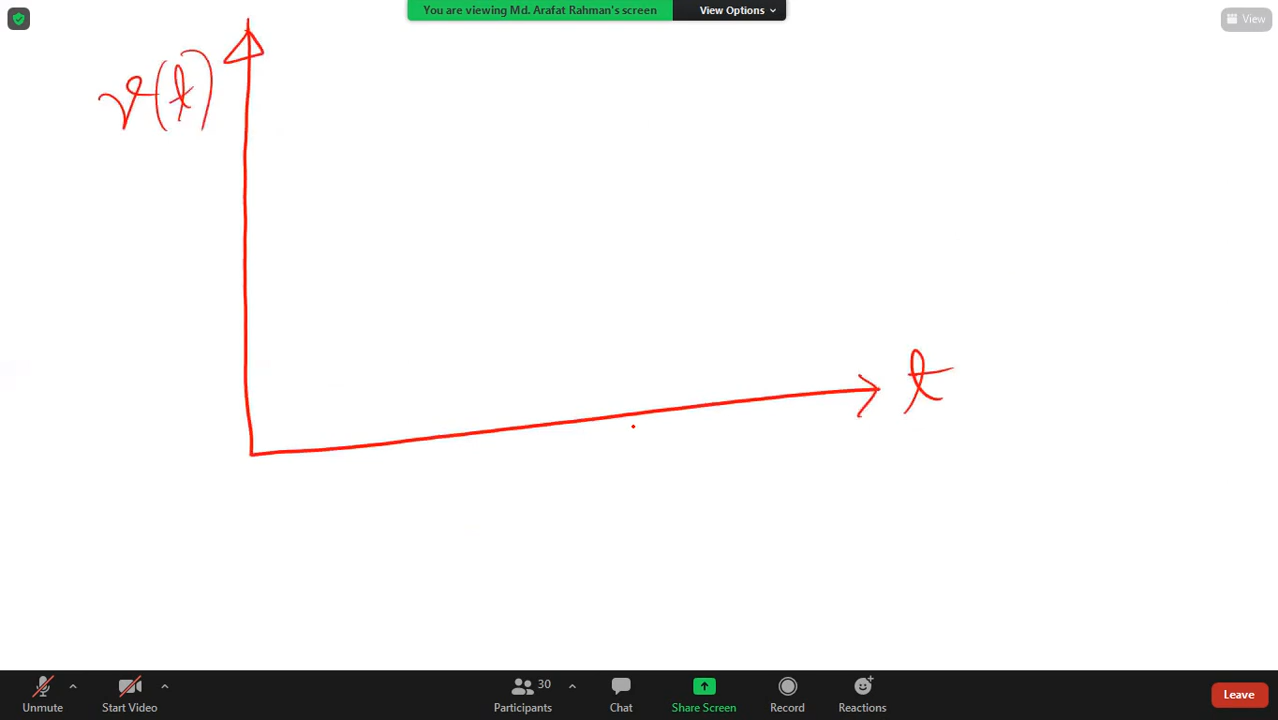 You are viewing Md. Arafat Rahman's screen
View Options
View
v(t)
t
Unmute
Start Video
30
Participants
Chat
Share Screen
Record
Reactions
Leave